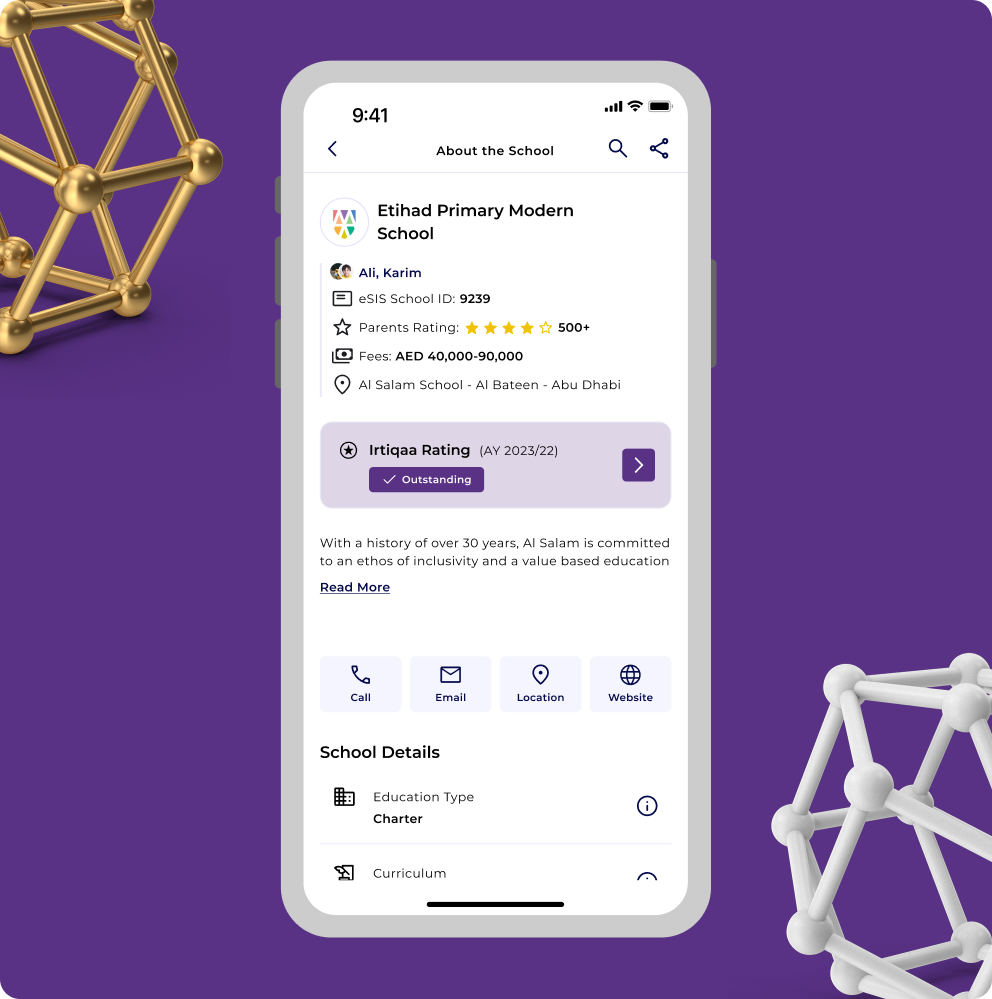 9:41
About the School
Etihad Primary Modern
School
Ali, Karim
eSIS School ID: 9239
Parents Rating: 500+
Fees: AED 40,000-90,000
Al Salam School - Al Bateen - Abu Dhabi
Irtiqaa Rating (AY 2023/22)
Outstanding
With a history of over 30 years, Al Salam is committed
to an ethos of inclusivity and a value based education
Read More
Call Email Location Website
School Details
Education Type
Charter
Curriculum